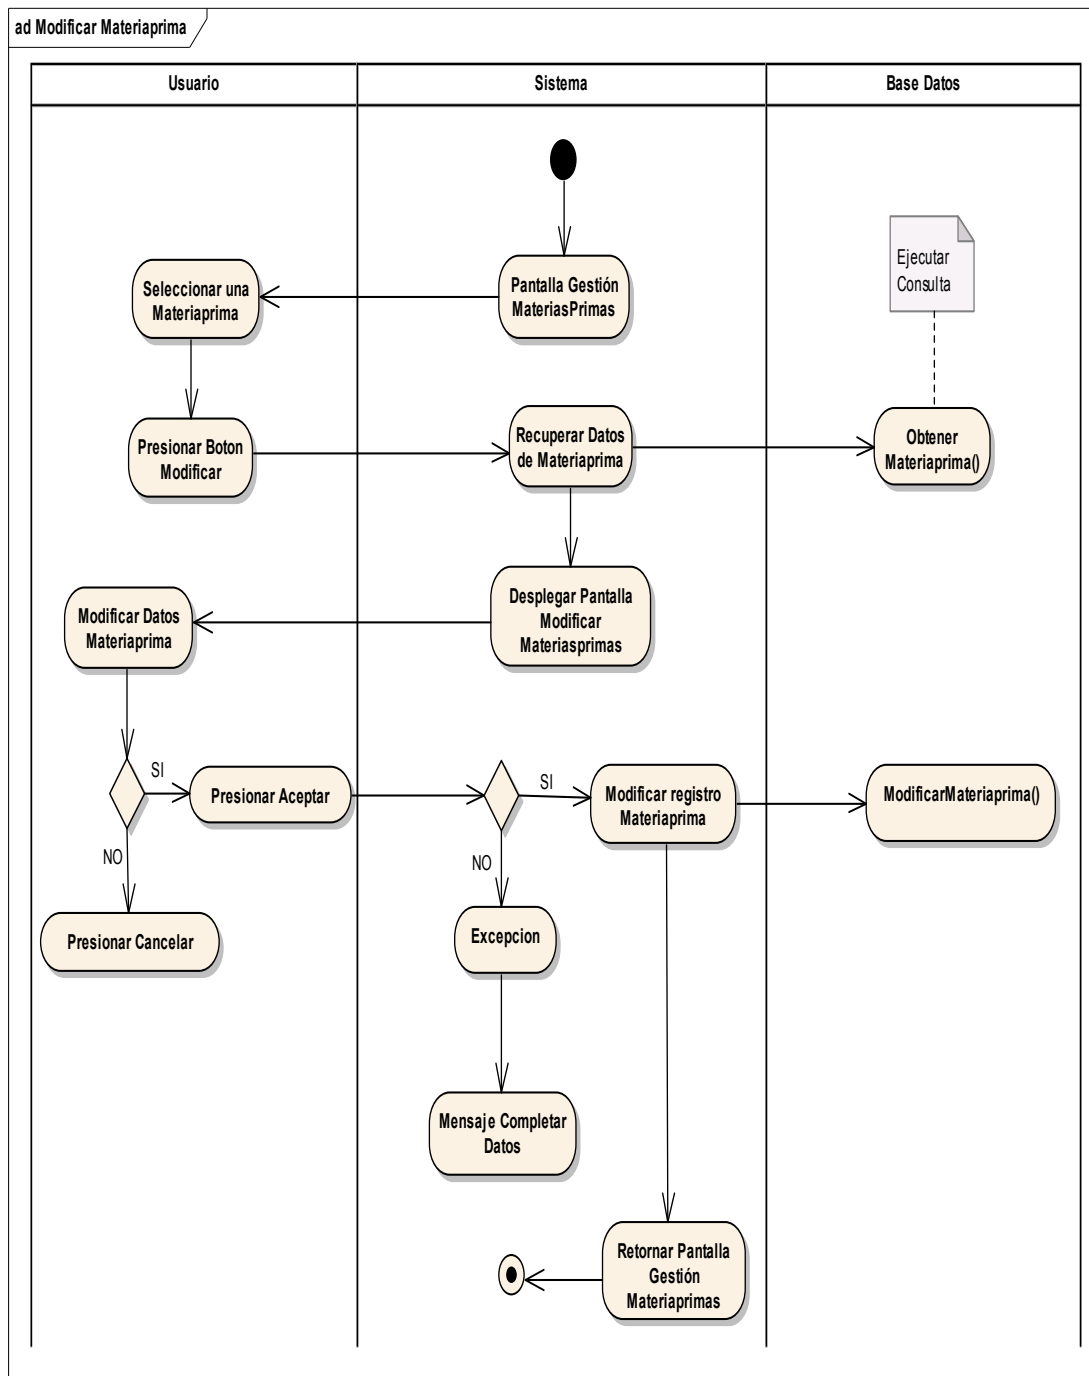 ad Modificar Materiaprima
Usuario
Sistema
Base Datos
Ejecutar
Consulta
Seleccionar una
Materiaprima
Pantalla Gestión
MateriasPrimas
Presionar Boton
Modificar
Recuperar Datos
de Materiaprima
Obtener
Materiaprima()
Modificar Datos
Materiaprima
Desplegar Pantalla
Modificar
Materiasprimas
SI
Presionar Aceptar
SI
Modificar registro
Materiaprima
ModificarMateriaprima()
NO
NO
Presionar Cancelar
Excepcion
Mensaje Completar
Datos
Retornar Pantalla
Gestión
Materiaprimas